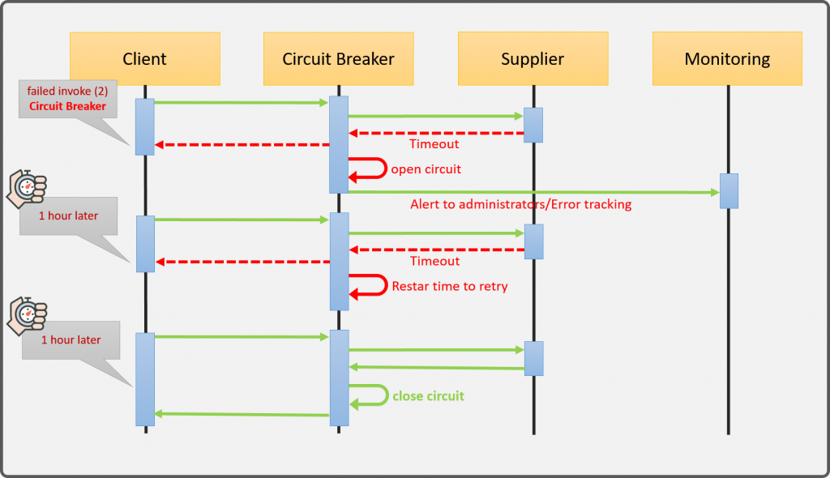 Client
Circuit Breaker
Supplier
Monitoring
failed invoke (2)
Circuit Breaker
Timeout
open circuit
Alert to administrators/Error tracking
1 hour later
Timeout
Restar time to retry
1 hour later
close circuit